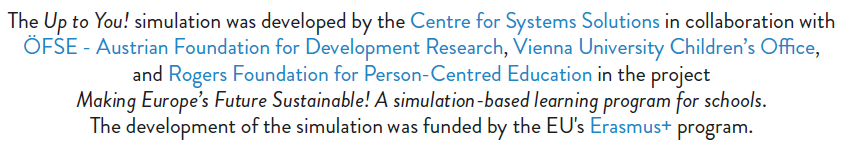 The Up to You! simulation was developed by the Centre for Systems Solutions in collaboration with
ÖFSE - Austrian Foundation for Development Research, Vienna University Children’s Office,
and Rogers Foundation for Person-Centred Education in the project
Making Europe’s Future Sustainable! A simulation-based learning program for schools.
The development of the simulation was funded by the EU's Erasmus+ program.